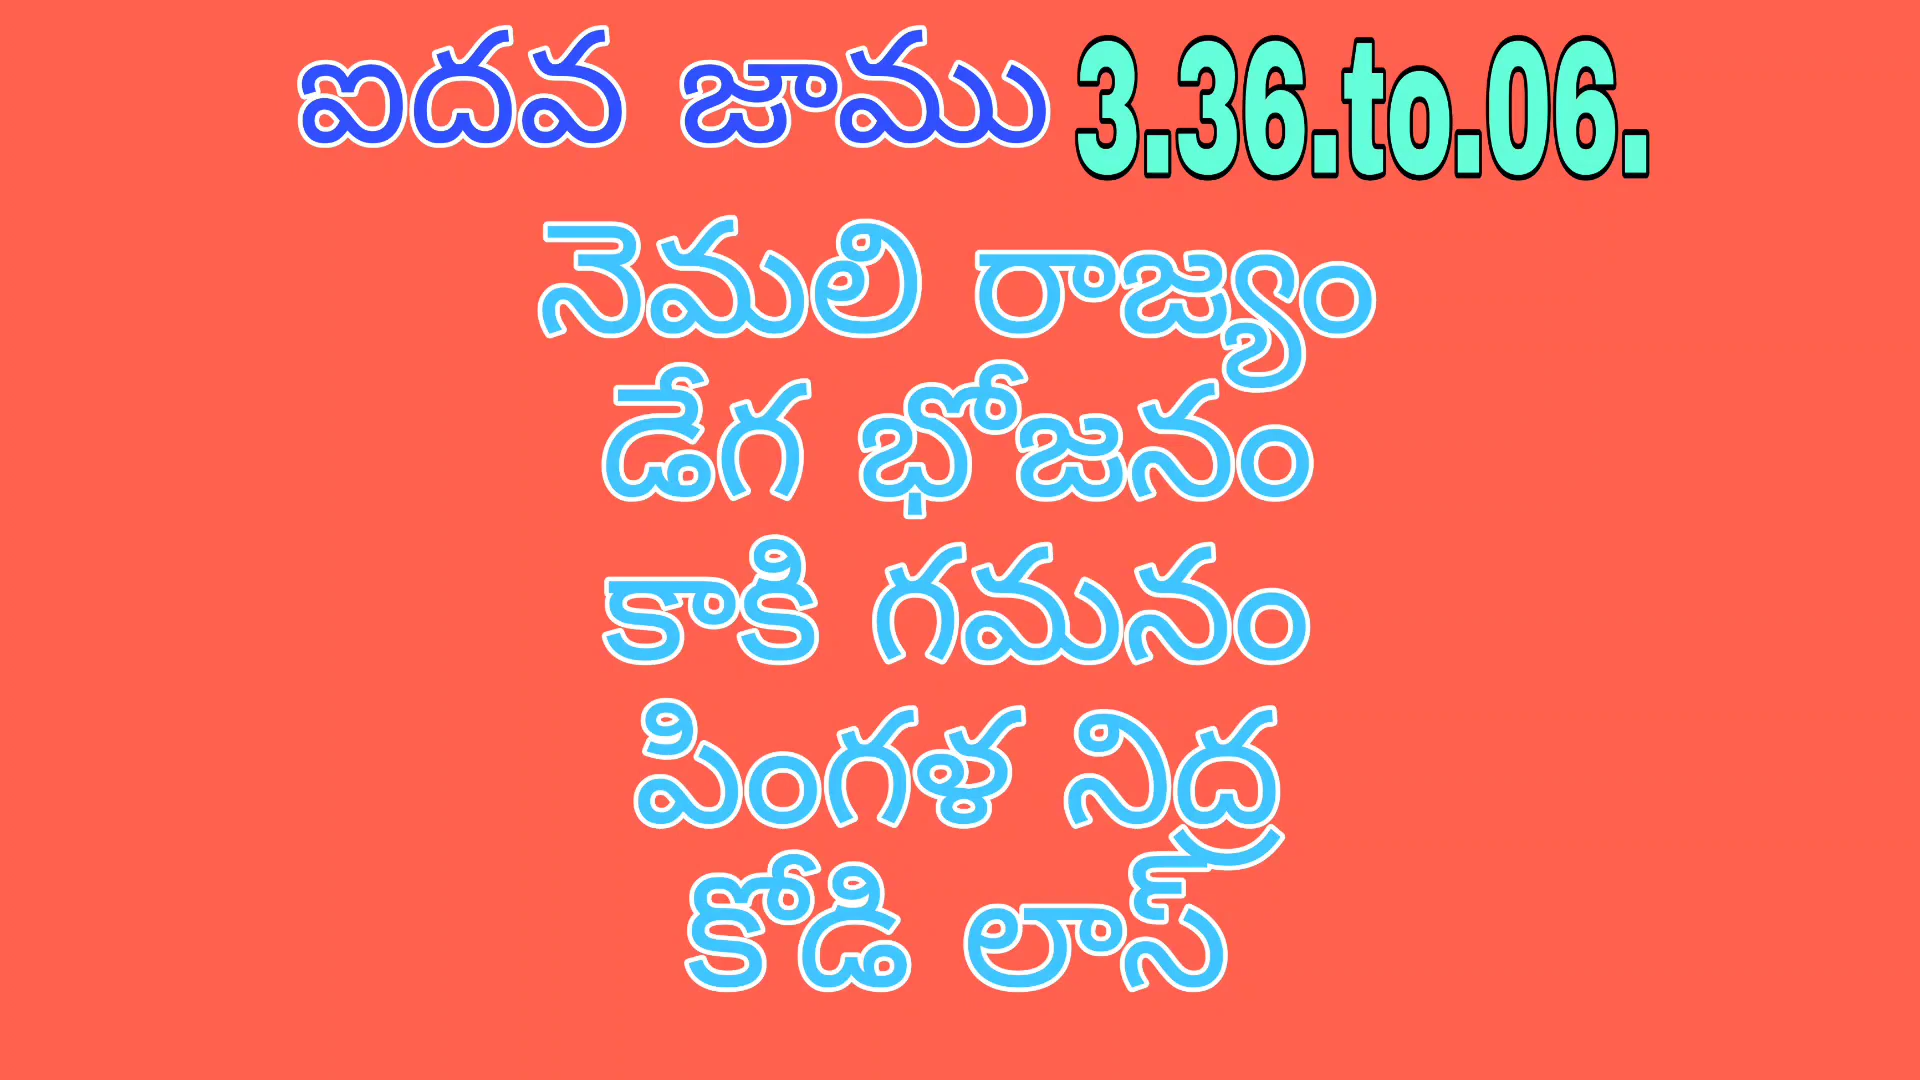 ఐదవ జాము 3.36.to.06.
నెమలి రాజ్యం
డేగ భోజనం
కాకి గమనం
పింగళ నిద్ర
కోడి లాస్